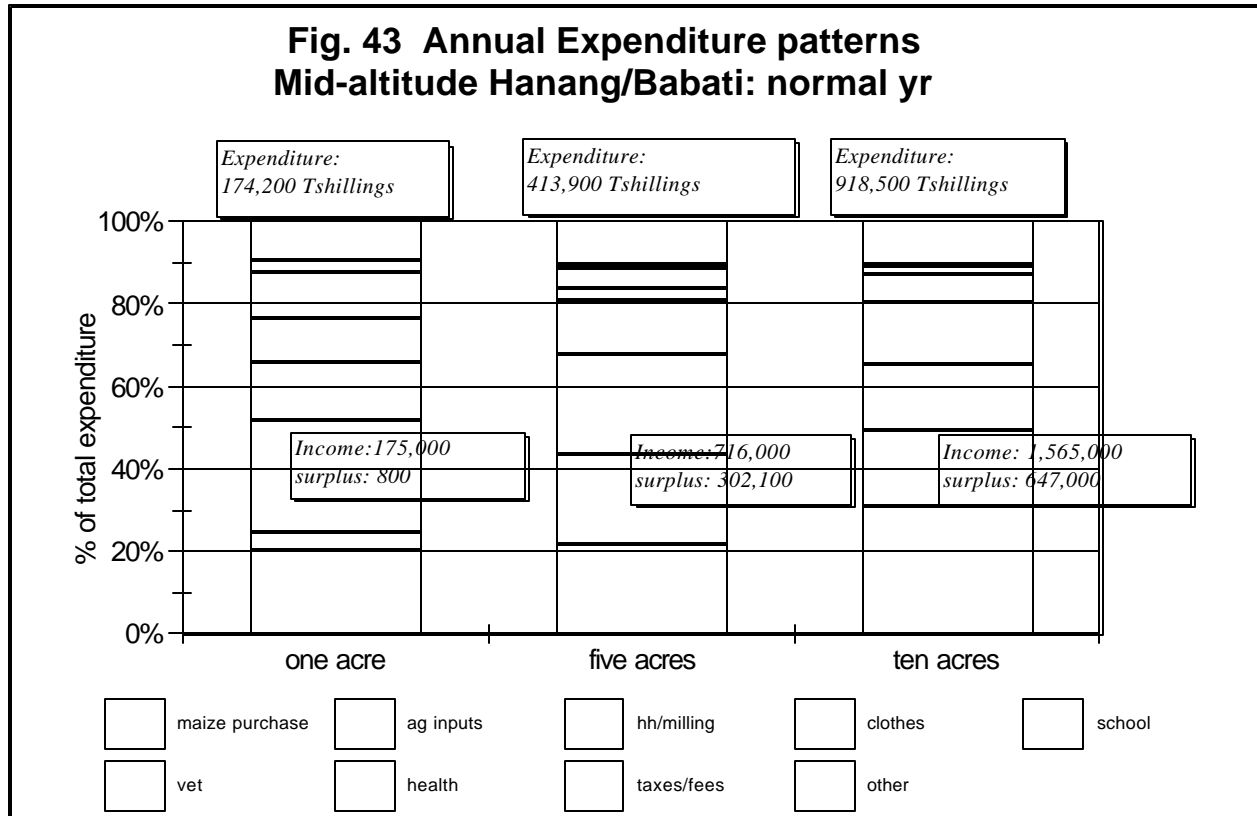 Fig. 43 Annual Expenditure patterns
Mid-altitude Hanang/Babati: normal yr
Expenditure:
174,200 Tshillings
Expenditure:
413,900 Tshillings
Expenditure:
918,500 Tshillings
100%
80%
60%
40%
20%
0%
% of total expenditure
Income:175,000
surplus: 800
Income:716,000
surplus: 302,100
Income: 1,565,000
surplus: 647,000
one acre
five acres
ten acres
maize purchase
ag inputs
hh/milling
clothes
school
vet
health
taxes/fees
other